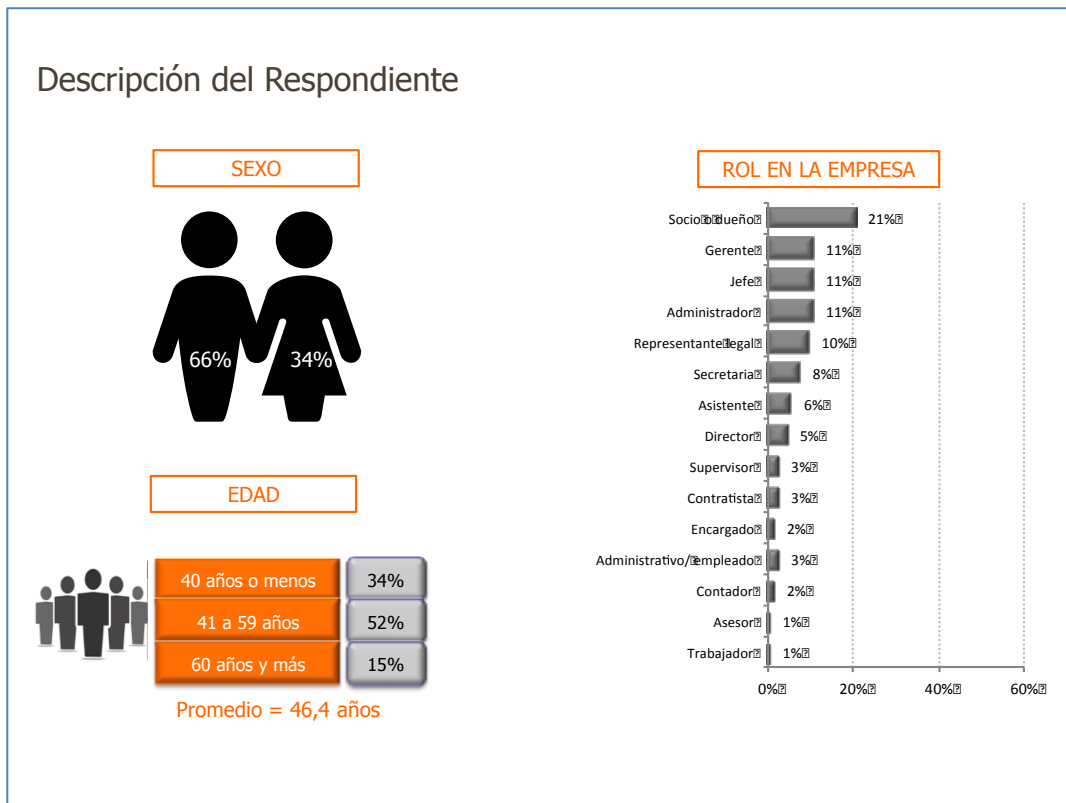 Descripción del Respondiente
SEXO
66%
34%
EDAD
40 años o menos 34%
41 a 59 años 52%
60 años y más 15%
Promedio = 46,4 años
ROL EN LA EMPRESA
Socio o dueño 21%
Gerente 11%
Jefe 11%
Administrador 11%
Representante legal 10%
Secretaria 8%
Asistente 6%
Director 5%
Supervisor 3%
Contratista 3%
Encargado 2%
Administrativo/ empleado 3%
Contador 2%
Asesor 1%
Trabajador 1%
0% 20% 40% 60%